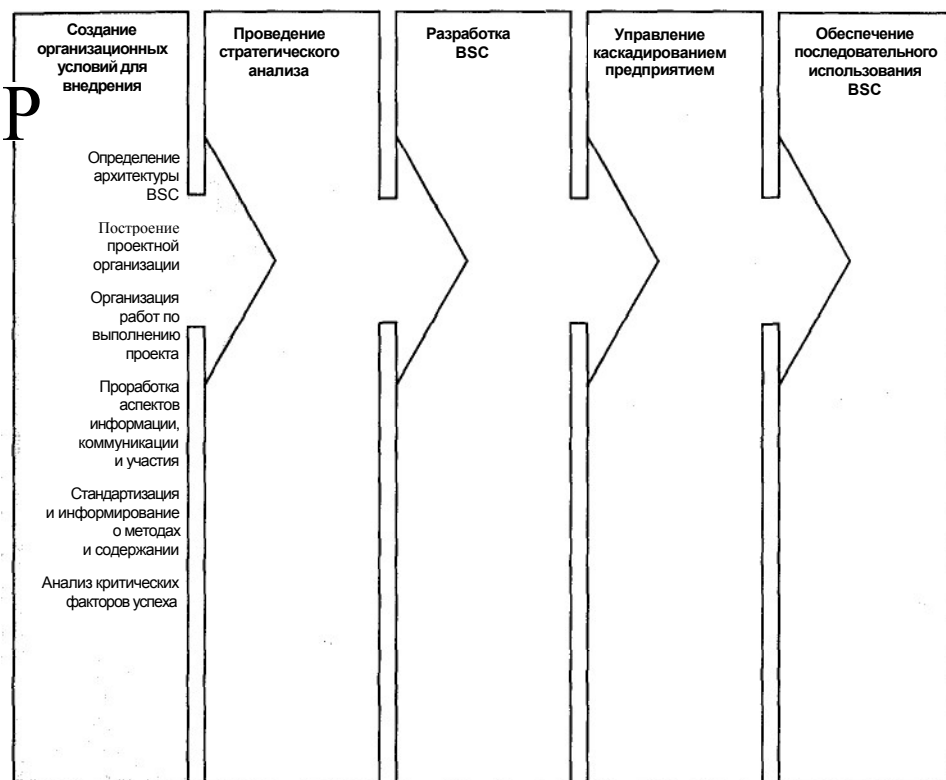 Создание
организационных
условий для
внедрения
Р
Определение
архитектуры
BSC
Построение
проектной
организации
Организация
работ по
выполнению
проекта
Проработка
аспектов
информации,
коммуникации
и участия
Стандартизация
и информирование
о методах
и содержании
Анализ критических
факторов успеха
Проведение
стратегического
анализа
Разработка
BSC
Управление
каскадированием
предприятием
Обеспечение
последовательного
использования
BSC